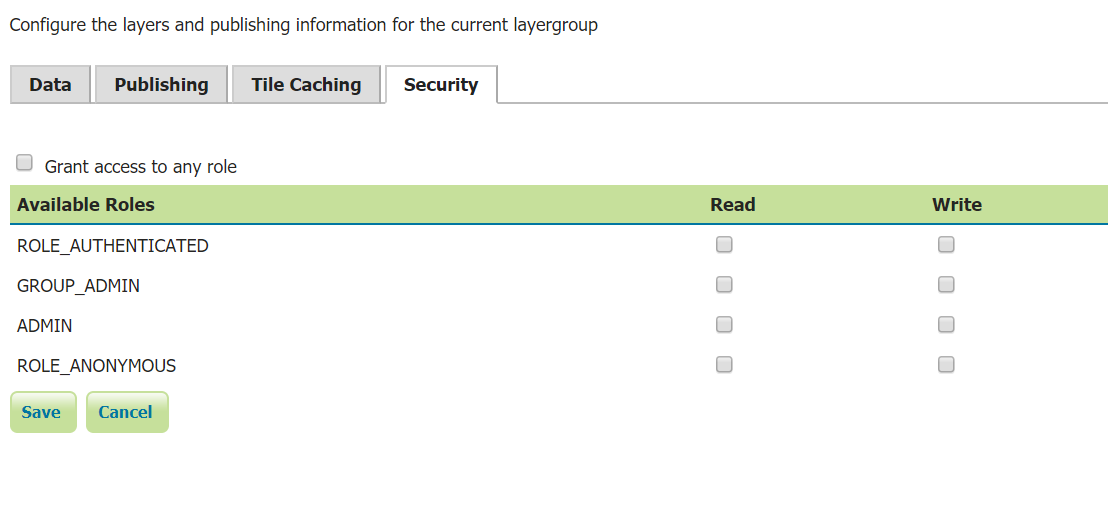 Configure the layers and publishing information for the current layergroup
Data Publishing Tile Caching Security
Grant access to any role
Available Roles Read Write
ROLE_AUTHENTICATED
GROUP_ADMIN
ADMIN
ROLE_ANONYMOUS
Save Cancel